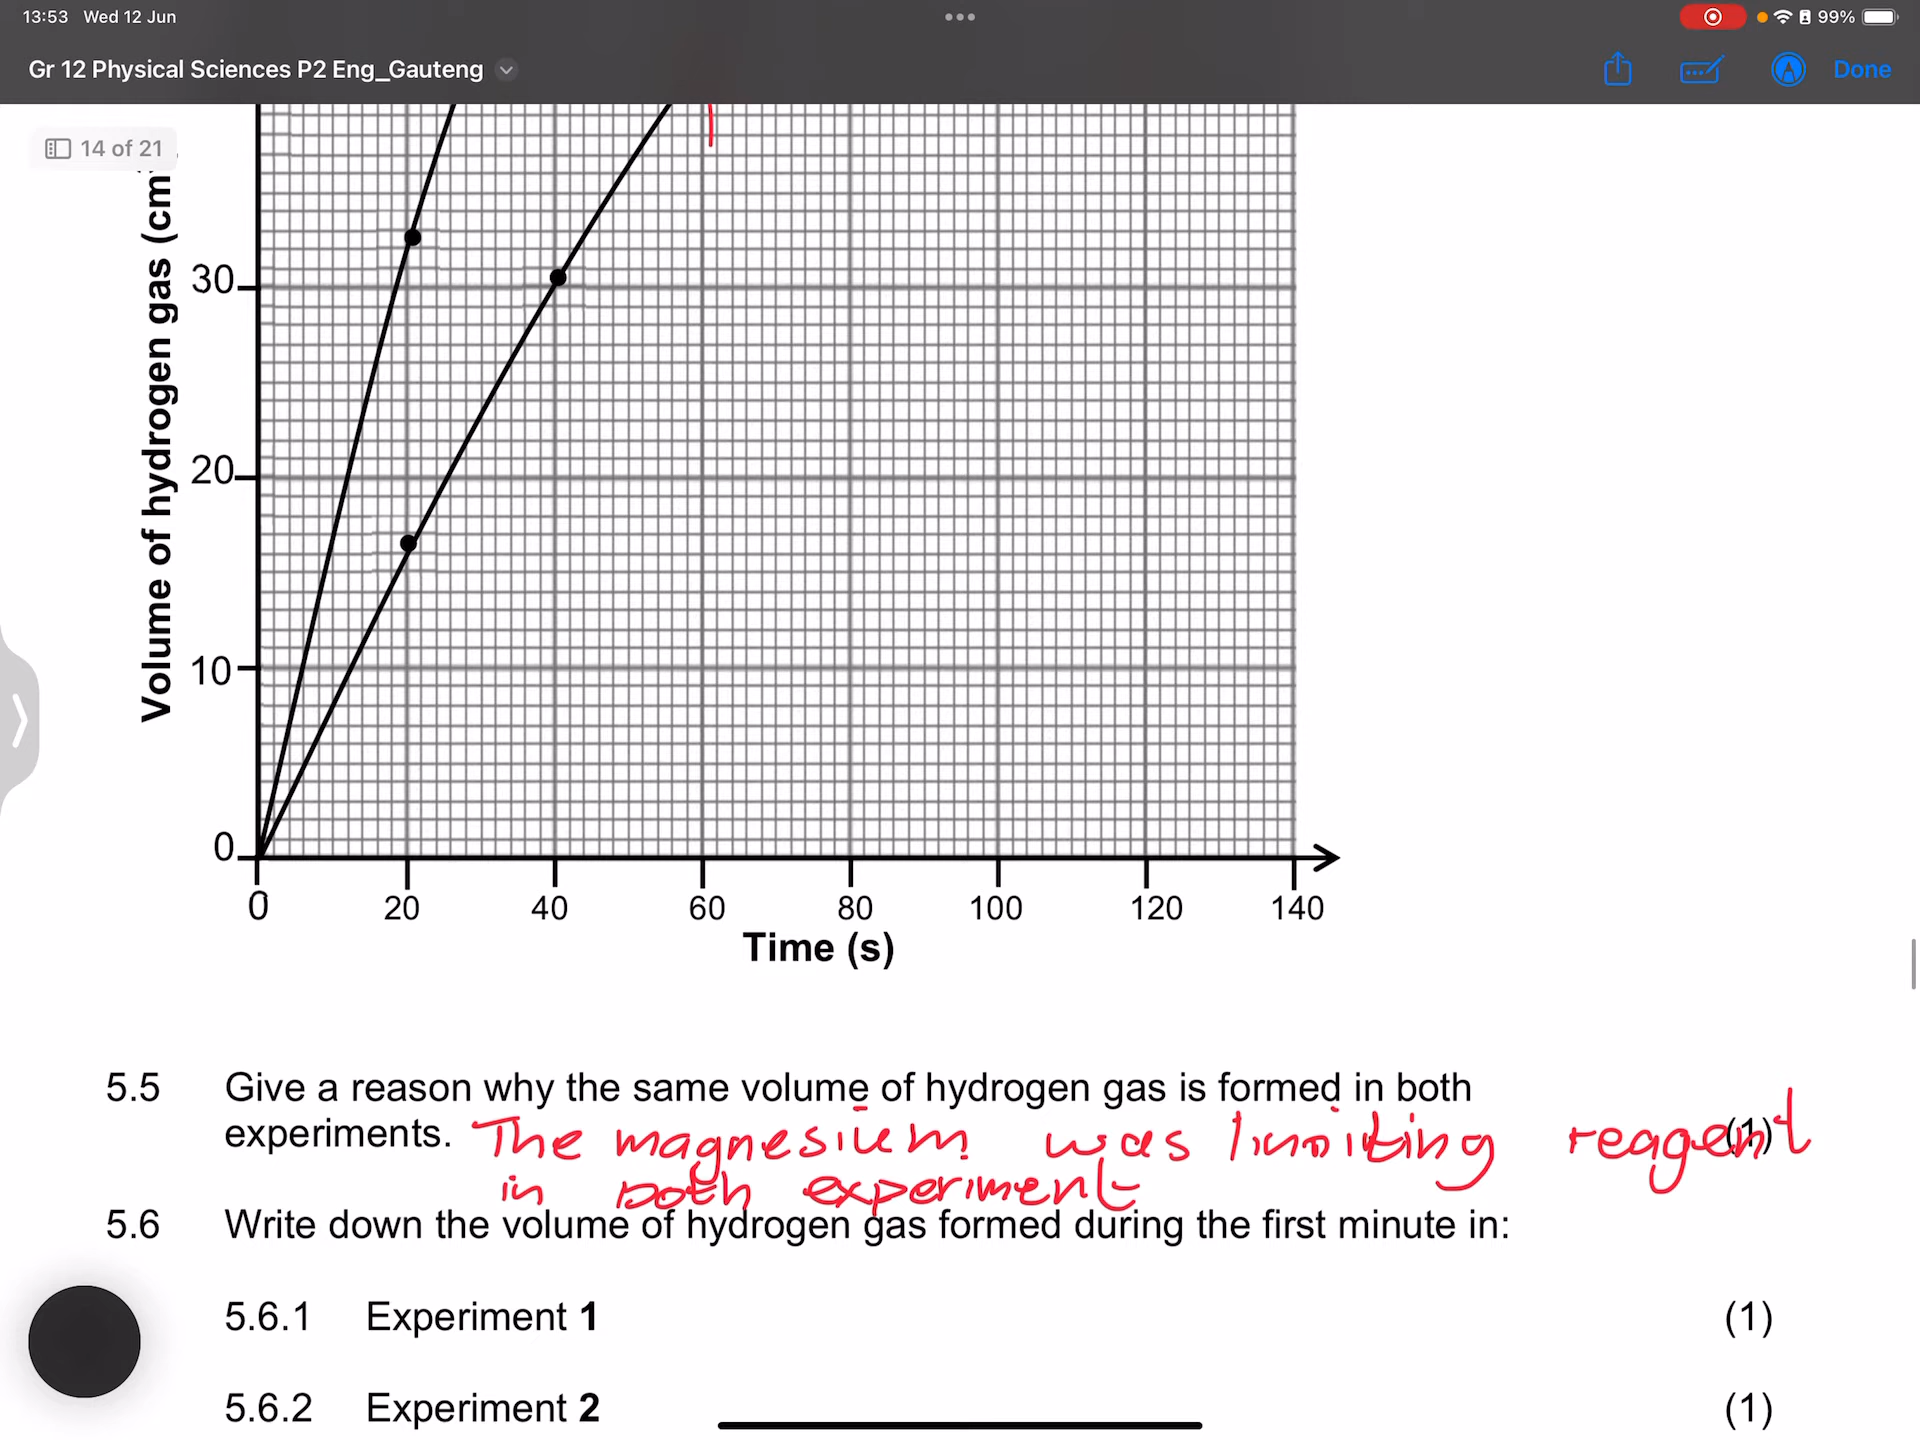 13:53 Wed 12 Jun
99%
Gr 12 Physical Sciences P2 Eng_Gauteng
Done
14 of 21
Volume of hydrogen gas (cm
30
20
10
0
0 20 40 60 80 100 120 140
Time (s)
5.5 Give a reason why the same volume of hydrogen gas is formed in both
experiments. The magnesium was limiting reagent (1)
in both experiment
5.6 Write down the volume of hydrogen gas formed during the first minute in:
5.6.1 Experiment 1 (1)
5.6.2 Experiment 2 (1)